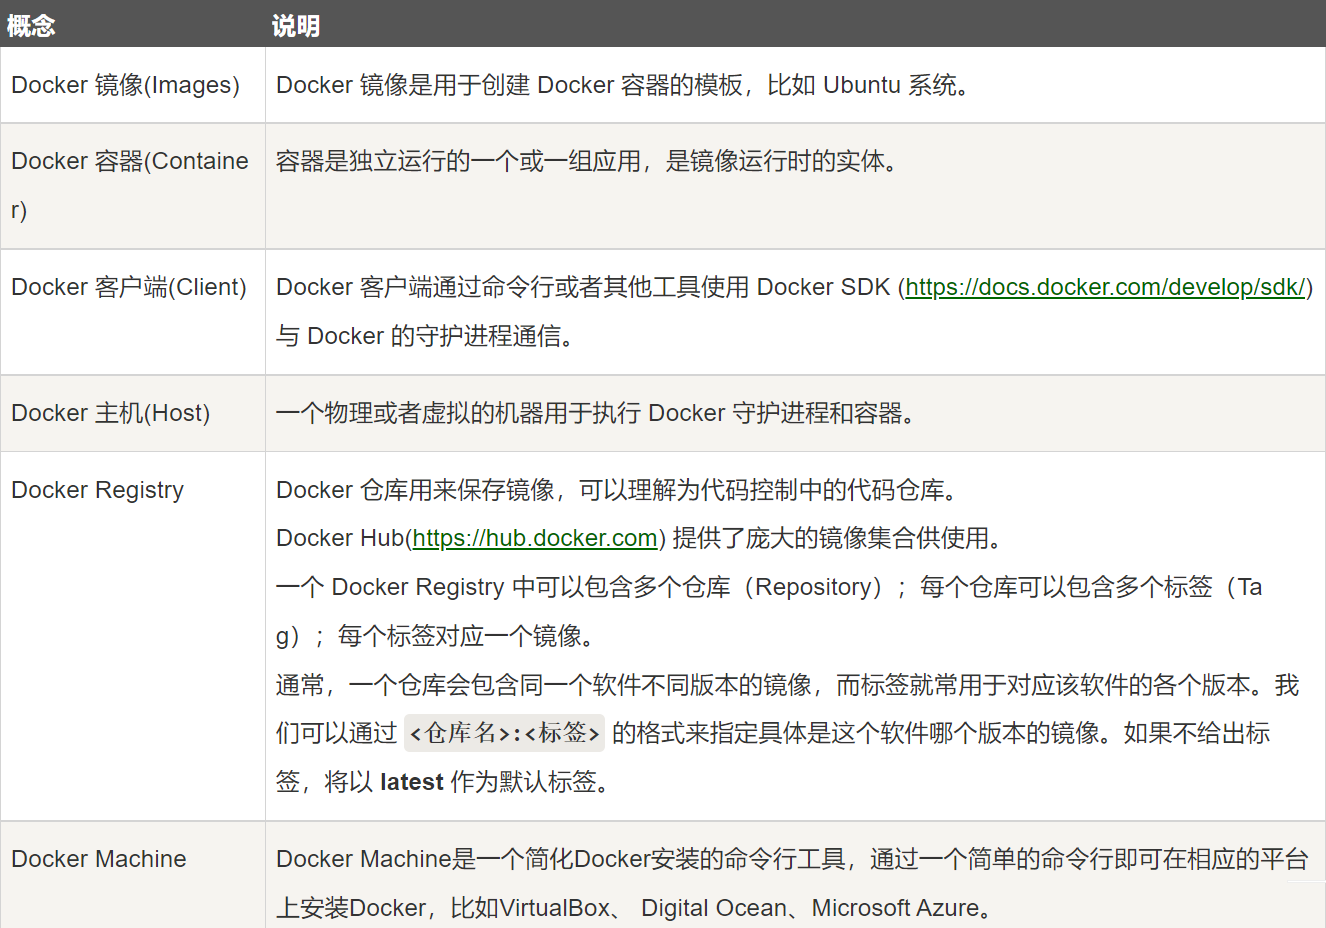 概念
说明
Docker 镜像(Images)
Docker 镜像是用于创建 Docker 容器的模板，比如 Ubuntu 系统。
Docker 容器(Containe
r)
容器是独立运行的一个或一组应用，是镜像运行时的实体。
Docker 客户端(Client)
Docker 客户端通过命令行或者其他工具使用 Docker SDK (https://docs.docker.com/develop/sdk/)
与 Docker 的守护进程通信。
Docker 主机(Host)
一个物理或者虚拟的机器用于执行 Docker 守护进程和容器。
Docker Registry
Docker 仓库用来保存镜像，可以理解为代码控制中的代码仓库。
Docker Hub(https://hub.docker.com) 提供了庞大的镜像集合供使用。
一个 Docker Registry 中可以包含多个仓库（Repository）；每个仓库可以包含多个标签（Ta
g）；每个标签对应一个镜像。
通常，一个仓库会包含同一个软件不同版本的镜像，而标签就常用于对应该软件的各个版本。我
们可以通过 <仓库名>:<标签> 的格式来指定具体是这个软件哪个版本的镜像。如果不给出标
签，将以 latest 作为默认标签。
Docker Machine
Docker Machine是一个简化Docker安装的命令行工具，通过一个简单的命令行即可在相应的平台
上安装Docker，比如VirtualBox、 Digital Ocean、Microsoft Azure。